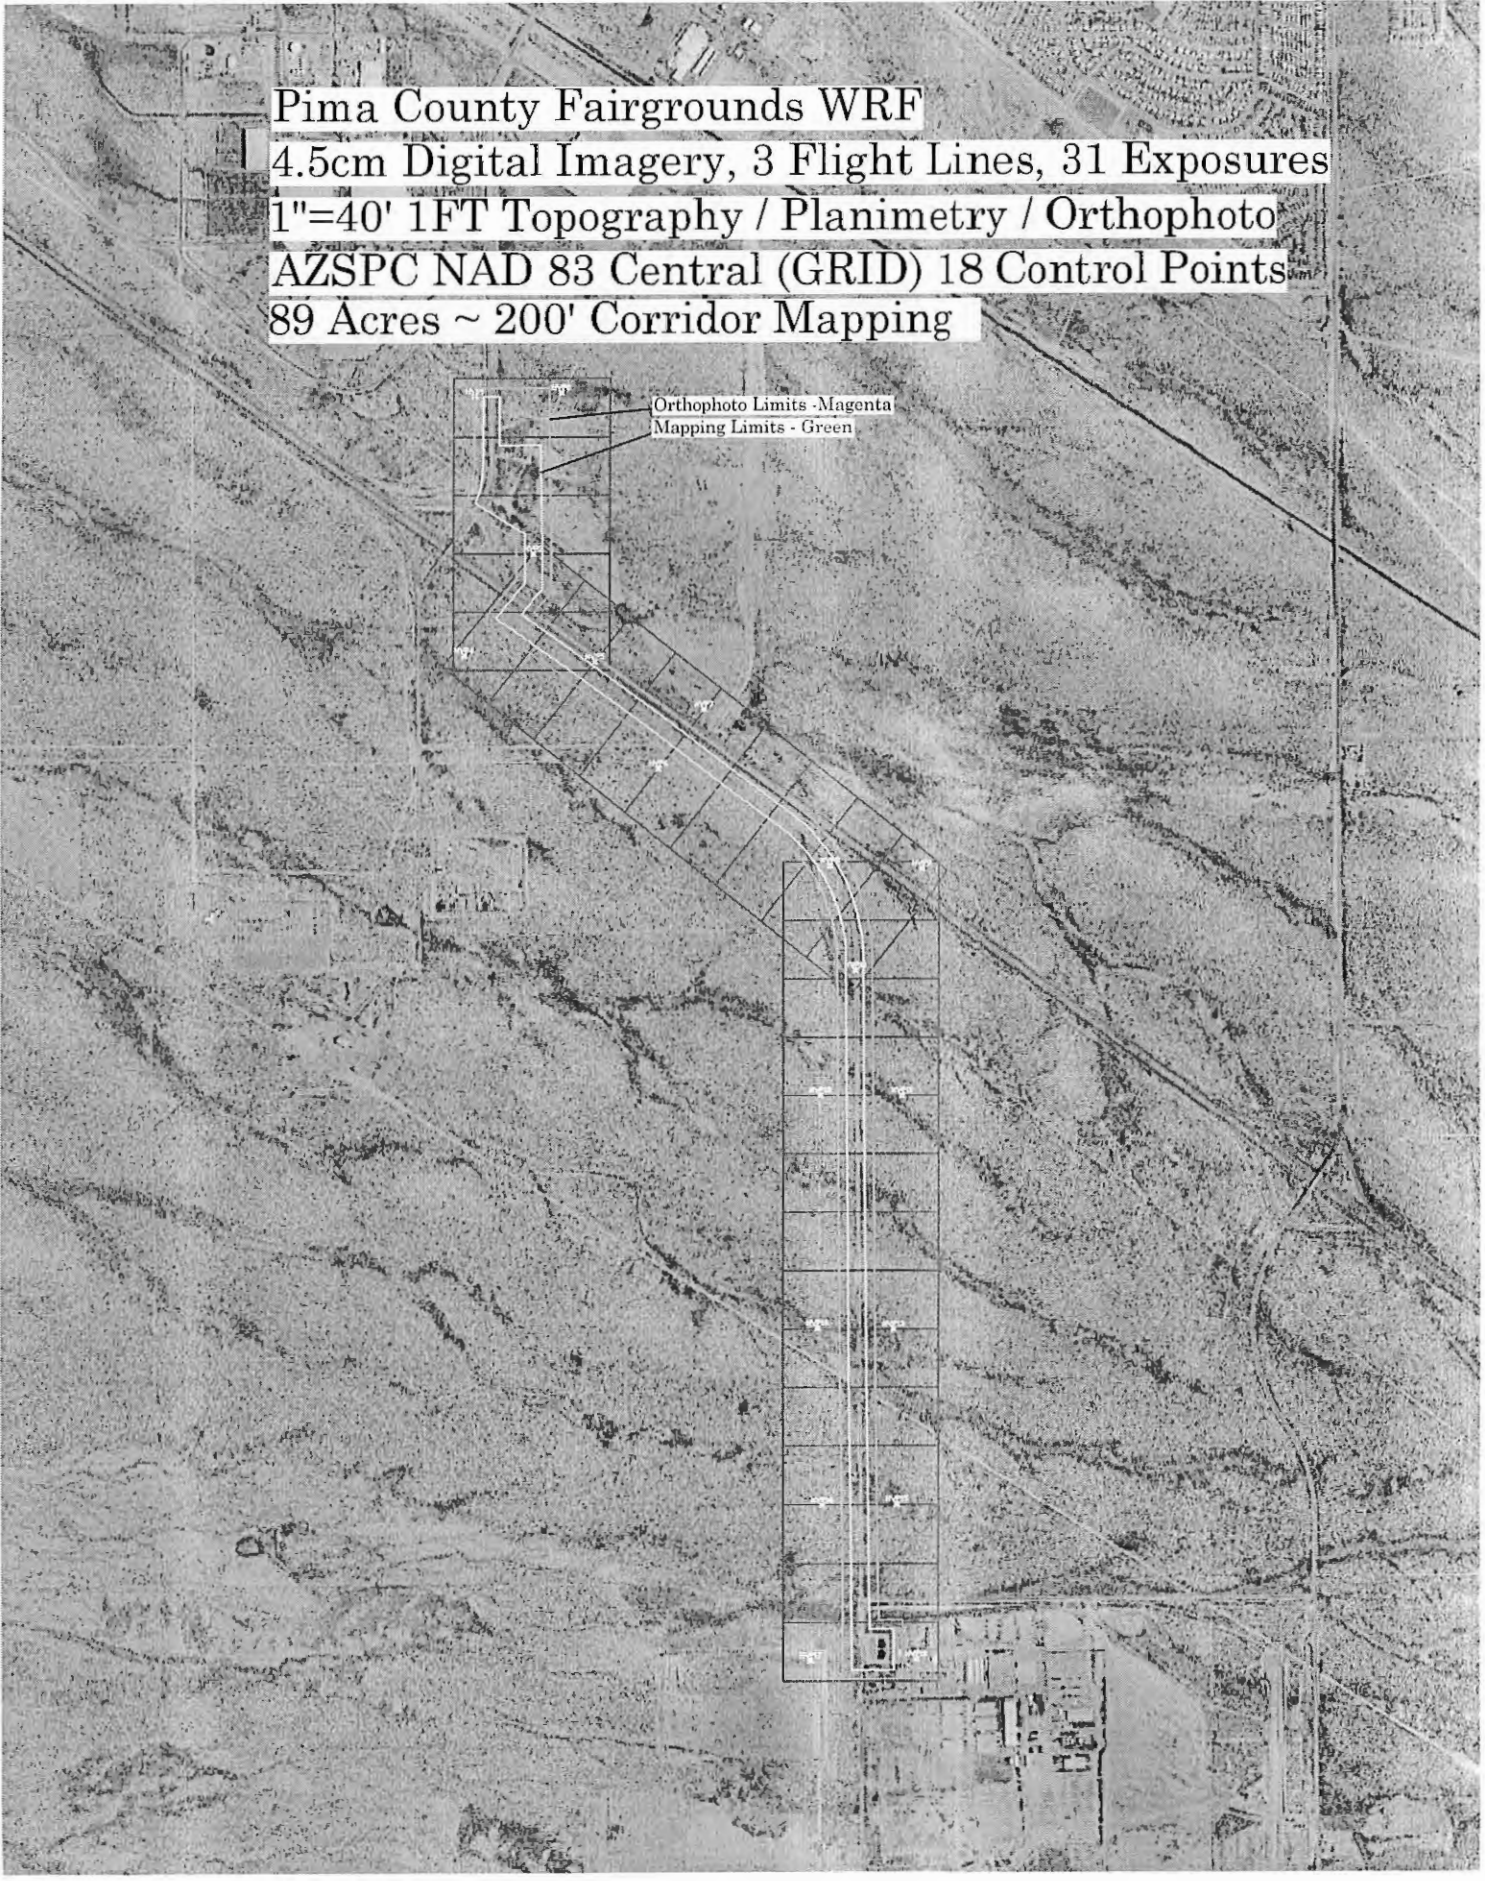 Pima County Fairgrounds WRF
4.5cm Digital Imagery, 3 Flight Lines, 31 Exposures
1"=40' 1FT Topography / Planimetry / Orthophoto
AZSPC NAD 83 Central (GRID) 18 Control Points
89 Acres ~ 200' Corridor Mapping
Orthophoto Limits -Magenta
Mapping Limits - Green